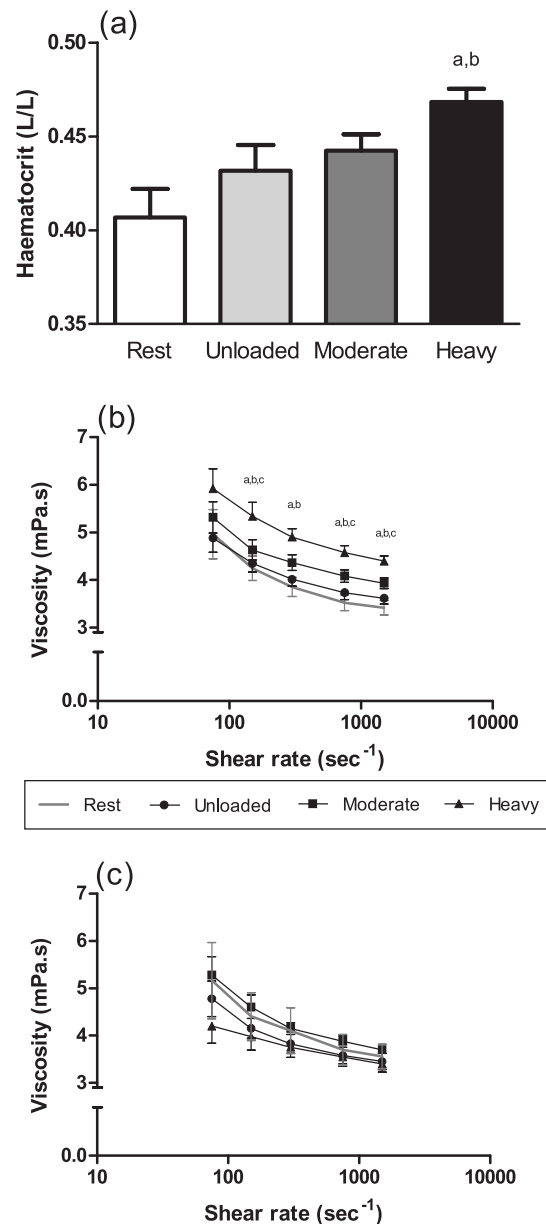 (a)
Haematocrit (L/L)
0.50
0.45
0.40
0.35
a,b
Rest Unloaded Moderate Heavy
(b)
Viscosity (mPa.s)
7
6
5
4
3
0.0
a,b,c a,b a,b,c a,b,c
10 100 1000 10000
Shear rate (sec-1)
Rest Unloaded Moderate Heavy
(c)
Viscosity (mPa.s)
7
6
5
4
3
0.0
10 100 1000 10000
Shear rate (sec-1)